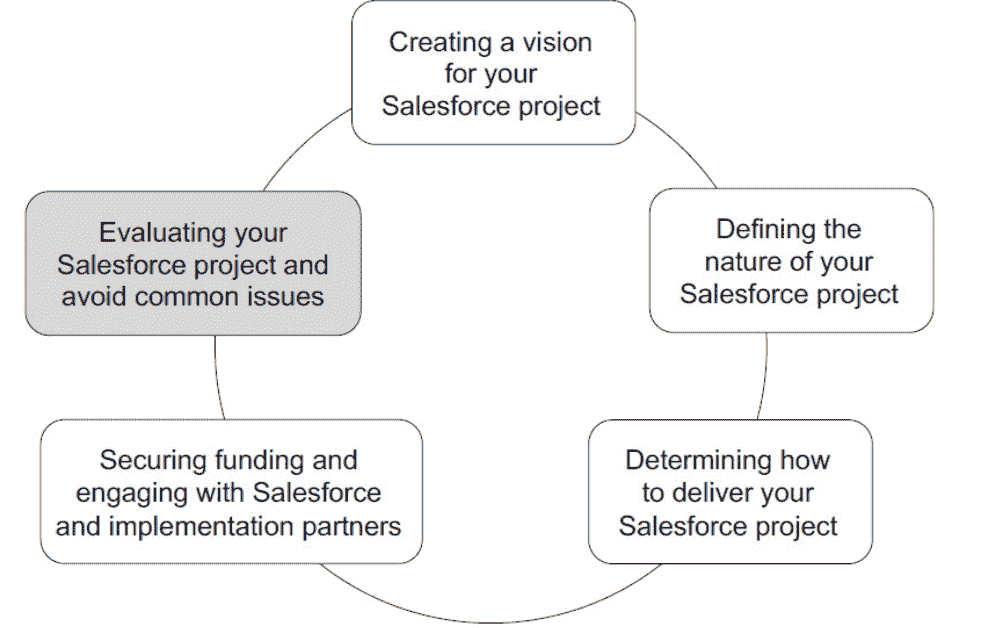 Creating a vision
for your
Salesforce project
Defining the
nature of your
Salesforce project
Determining how
to deliver your
Salesforce project
Securing funding and
engaging with Salesforce
and implementation partners
Evaluating your
Salesforce project and
avoid common issues